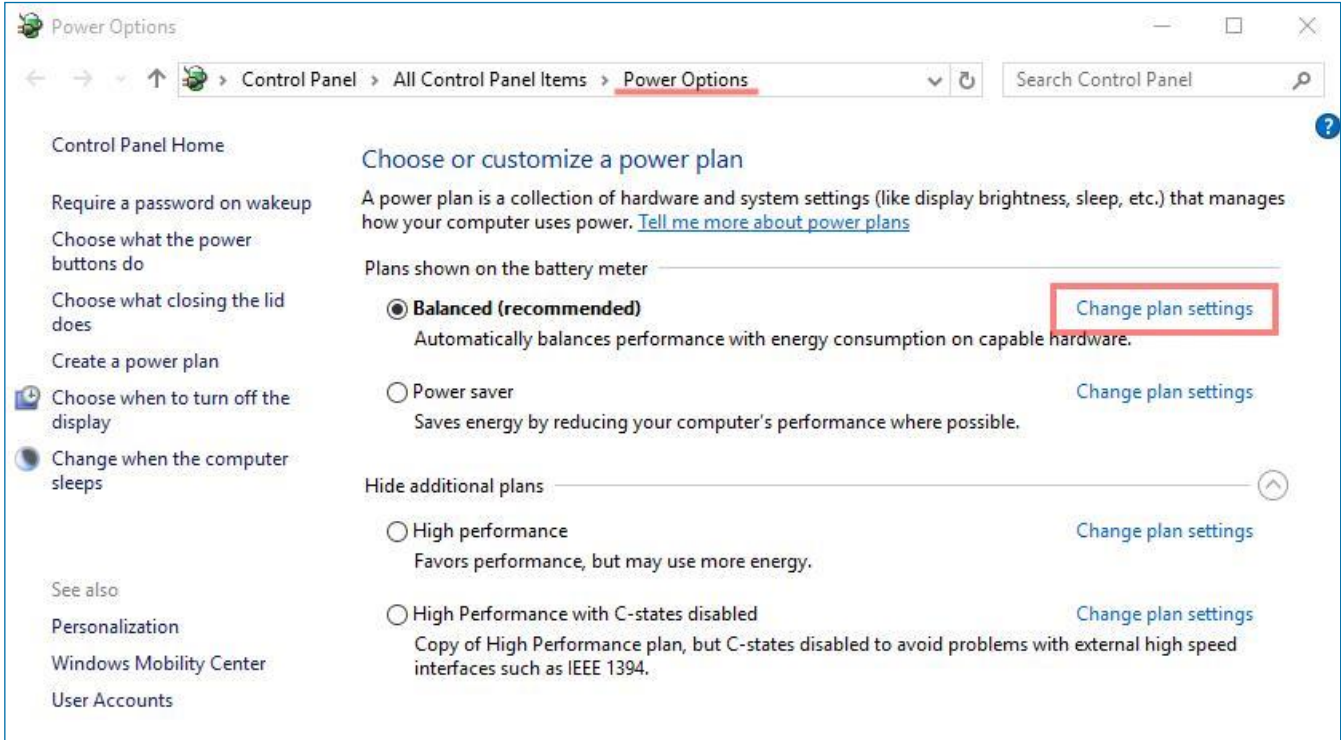 Power Options
Control Panel > All Control Panel Items > Power Options
Search Control Panel
?
Control Panel Home
Require a password on wakeup
Choose what the power
buttons do
Choose what closing the lid
does
Create a power plan
Choose when to turn off the
display
Change when the computer
sleeps
See also
Personalization
Windows Mobility Center
User Accounts
Choose or customize a power plan
A power plan is a collection of hardware and system settings (like display brightness, sleep, etc.) that manages
how your computer uses power. Tell me more about power plans
Plans shown on the battery meter
Balanced (recommended) Change plan settings
Automatically balances performance with energy consumption on capable hardware.
Power saver Change plan settings
Saves energy by reducing your computer's performance where possible.
Hide additional plans
High performance Change plan settings
Favors performance, but may use more energy.
High Performance with C-states disabled Change plan settings
Copy of High Performance plan, but C-states disabled to avoid problems with external high speed
interfaces such as IEEE 1394.